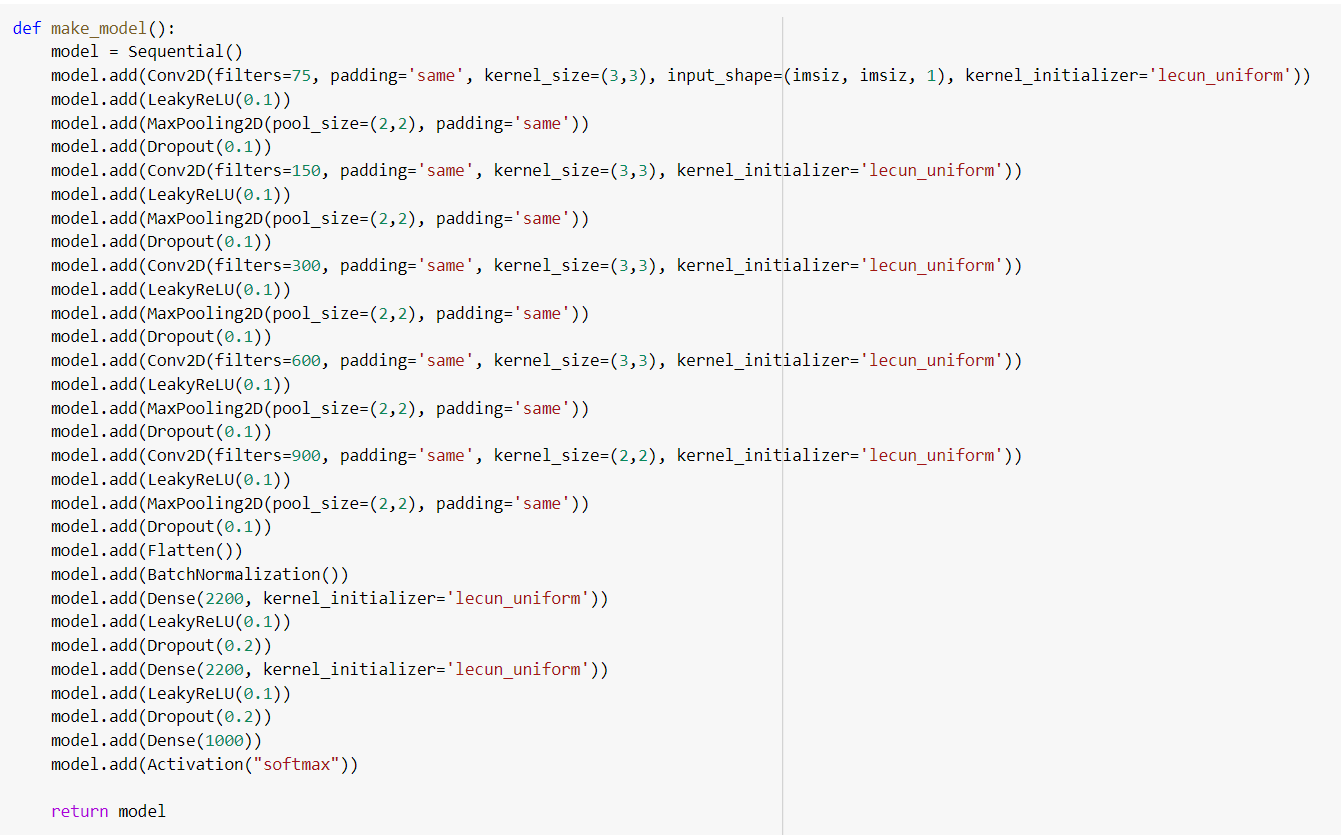 def make_model():
    model = Sequential()
    model.add(Conv2D(filters=75, padding='same', kernel_size=(3,3), input_shape=(imsiz, imsiz, 1), kernel_initializer='lecun_uniform'))
    model.add(LeakyReLU(0.1))
    model.add(MaxPooling2D(pool_size=(2,2), padding='same'))
    model.add(Dropout(0.1))
    model.add(Conv2D(filters=150, padding='same', kernel_size=(3,3), kernel_initializer='lecun_uniform'))
    model.add(LeakyReLU(0.1))
    model.add(MaxPooling2D(pool_size=(2,2), padding='same'))
    model.add(Dropout(0.1))
    model.add(Conv2D(filters=300, padding='same', kernel_size=(3,3), kernel_initializer='lecun_uniform'))
    model.add(LeakyReLU(0.1))
    model.add(MaxPooling2D(pool_size=(2,2), padding='same'))
    model.add(Dropout(0.1))
    model.add(Conv2D(filters=600, padding='same', kernel_size=(3,3), kernel_initializer='lecun_uniform'))
    model.add(LeakyReLU(0.1))
    model.add(MaxPooling2D(pool_size=(2,2), padding='same'))
    model.add(Dropout(0.1))
    model.add(Conv2D(filters=900, padding='same', kernel_size=(2,2), kernel_initializer='lecun_uniform'))
    model.add(LeakyReLU(0.1))
    model.add(MaxPooling2D(pool_size=(2,2), padding='same'))
    model.add(Dropout(0.1))
    model.add(Flatten())
    model.add(BatchNormalization())
    model.add(Dense(2200, kernel_initializer='lecun_uniform'))
    model.add(LeakyReLU(0.1))
    model.add(Dropout(0.2))
    model.add(Dense(2200, kernel_initializer='lecun_uniform'))
    model.add(LeakyReLU(0.1))
    model.add(Dropout(0.2))
    model.add(Dense(1000))
    model.add(Activation("softmax"))

    return model